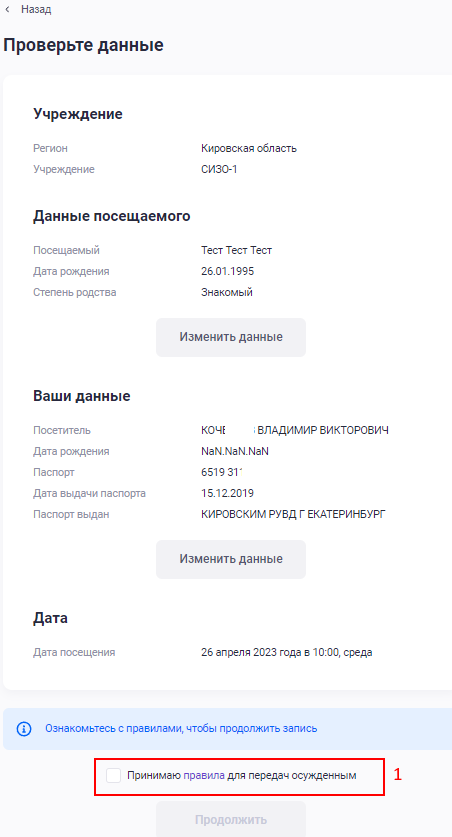 Назад
Проверьте данные
Учреждение
Регион Кировская область
Учреждение СИЗО-1
Данные посещаемого
Посещаемый Тест Тест Тест
Дата рождения 26.01.1995
Степень родства Знакомый
Изменить данные
Ваши данные
Посетитель КОЧЕ ВЛАДИМИР ВИКТОРОВИЧ
Дата рождения NaN.NaN.NaN
Паспорт 6519 31
Дата выдачи паспорта 15.12.2019
Паспорт выдан КИРОВСКИМ РУВД Г ЕКАТЕРИНБУРГ
Изменить данные
Дата
Дата посещения 26 апреля 2023 года в 10:00, среда
Ознакомьтесь с правилами, чтобы продолжить запись
Принимаю правила для передач осужденным 1
Продолжить